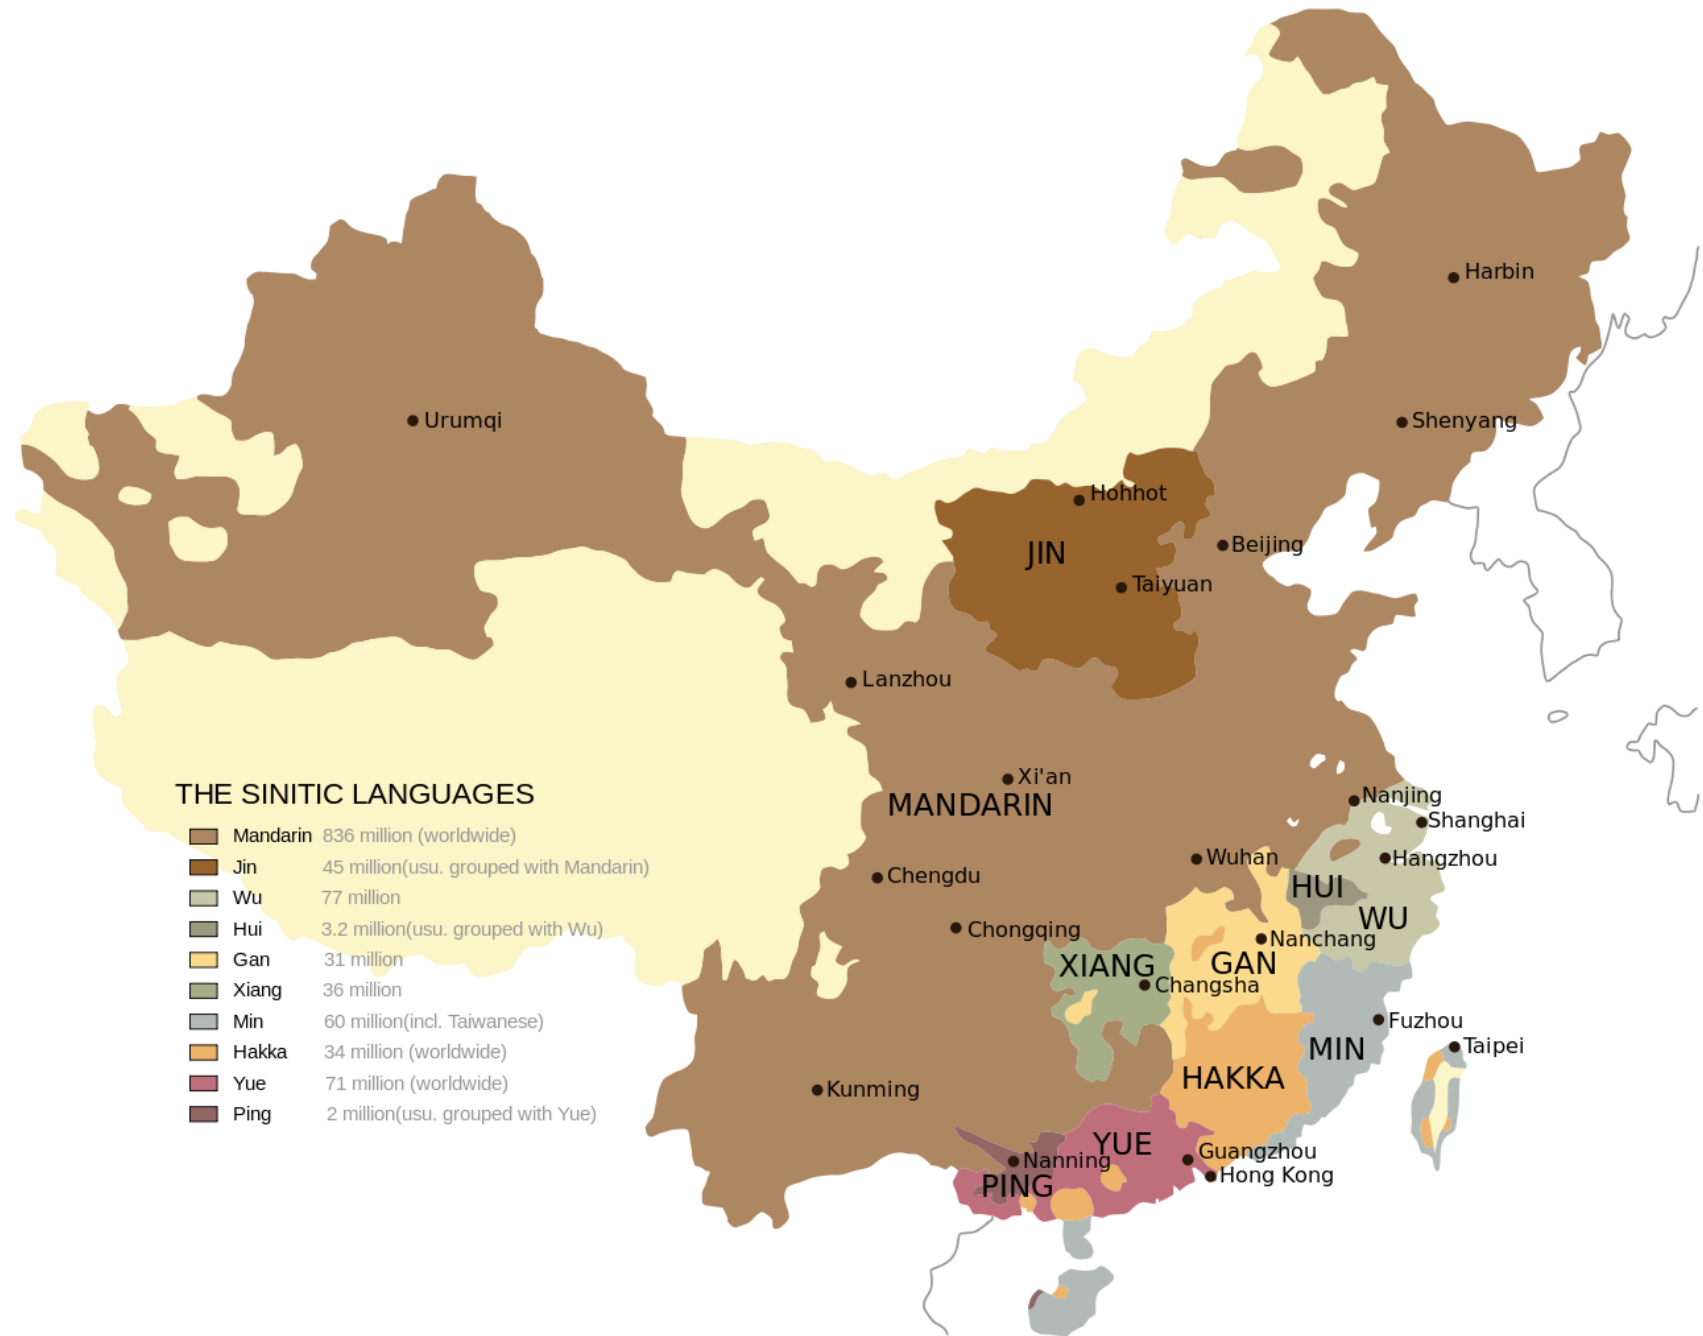 Harbin
Urumqi
Shenyang
Hohhot
Beijing
JIN
Taiyuan
Lanzhou
Xi'an
MANDARIN
Nanjing
Shanghai
Wuhan
Hangzhou
Chengdu
HUI
WU
Chongqing
Nanchang
XIANG
GAN
Changsha
Fuzhou
MIN
Taipei
HAKKA
Kunming
YUE
Guangzhou
Nanning
Hong Kong
PING
THE SINITIC LANGUAGES
Mandarin 836 million (worldwide)
Jin 45 million(usu. grouped with Mandarin)
Wu 77 million
Hui 3.2 million(usu. grouped with Wu)
Gan 31 million
Xiang 36 million
Min 60 million(incl. Taiwanese)
Hakka 34 million (worldwide)
Yue 71 million (worldwide)
Ping 2 million(usu. grouped with Yue)